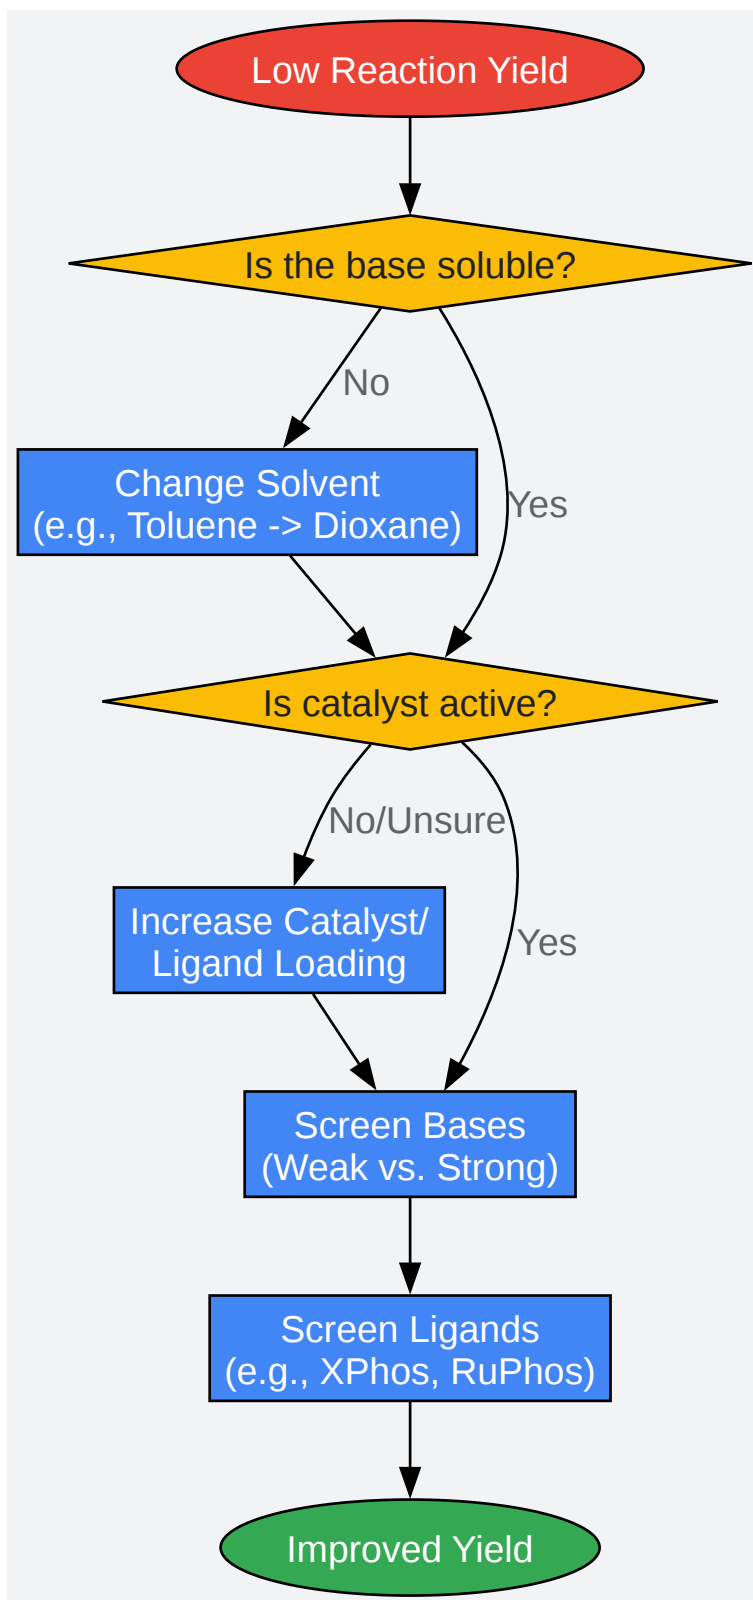 Low Reaction Yield
Is the base soluble?
No
Change Solvent
(e.g., Toluene -> Dioxane)
Yes
Is catalyst active?
No/Unsure
Increase Catalyst/
Ligand Loading
Yes
Screen Bases
(Weak vs. Strong)
Screen Ligands
(e.g., XPhos, RuPhos)
Improved Yield